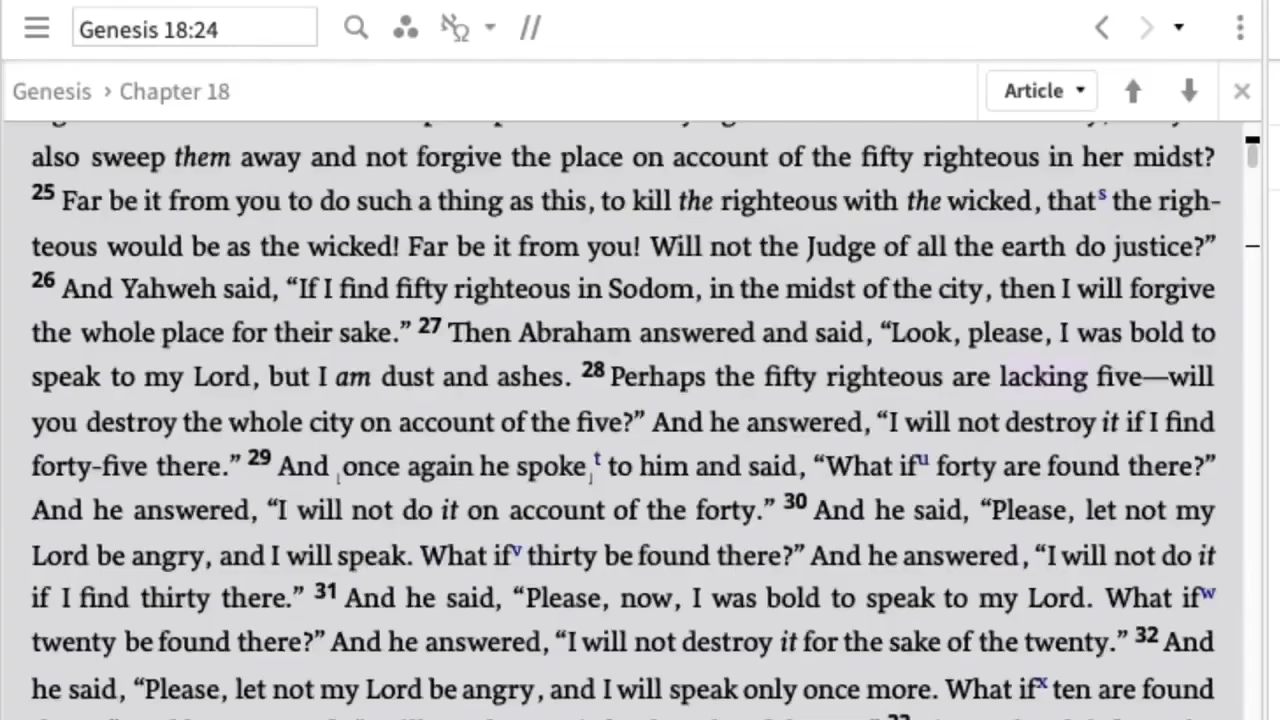 Genesis 18:24
Genesis › Chapter 18
Article
also sweep them away and not forgive the place on account of the fifty righteous in her midst?
25 Far be it from you to do such a thing as this, to kill the righteous with the wicked, that s the righ-
teous would be as the wicked! Far be it from you! Will not the Judge of all the earth do justice?”
26 And Yahweh said, “If I find fifty righteous in Sodom, in the midst of the city, then I will forgive
the whole place for their sake.” 27 Then Abraham answered and said, “Look, please, I was bold to
speak to my Lord, but I am dust and ashes. 28 Perhaps the fifty righteous are lacking five—will
you destroy the whole city on account of the five?” And he answered, “I will not destroy it if I find
forty-five there.” 29 And ⌊once again he spoke⌋ t to him and said, “What if u forty are found there?”
And he answered, “I will not do it on account of the forty.” 30 And he said, “Please, let not my
Lord be angry, and I will speak. What if v thirty be found there?” And he answered, “I will not do it
if I find thirty there.” 31 And he said, “Please, now, I was bold to speak to my Lord. What if w
twenty be found there?” And he answered, “I will not destroy it for the sake of the twenty.” 32 And
he said, “Please, let not my Lord be angry, and I will speak only once more. What if x ten are found